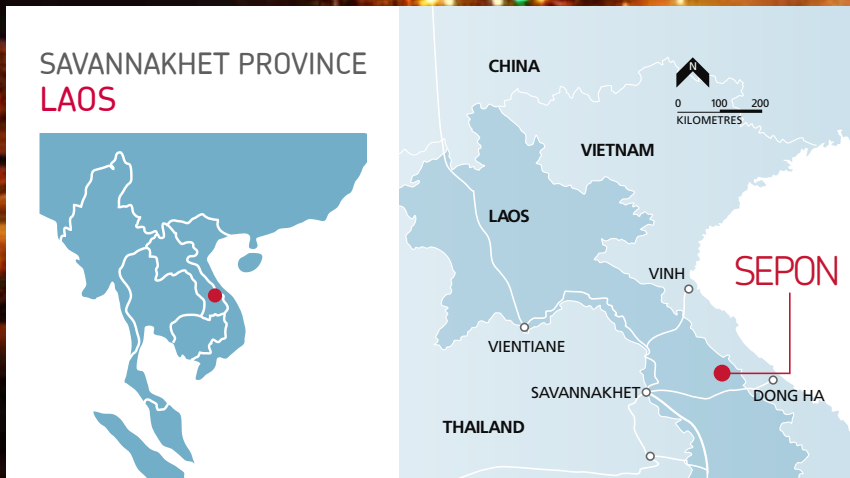 SAVANNAKHET PROVINCE
LAOS
CHINA
N
0 100 200
KILOMETRES
VIETNAM
LAOS
VINH
SEPON
VIENTIANE
SAVANNAKHET
DONG HA
THAILAND